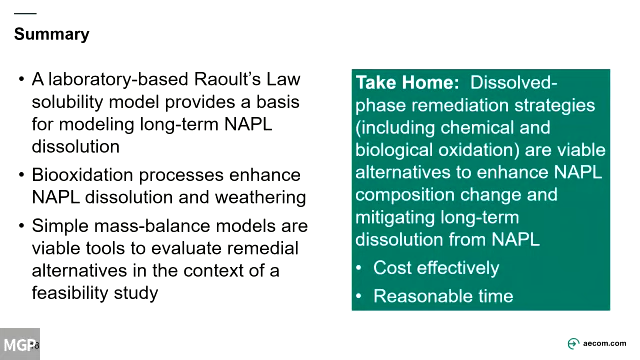 Summary
• A laboratory-based Raoult's Law
solubility model provides a basis
for modeling long-term NAPL
dissolution
• Biooxidation processes enhance
NAPL dissolution and weathering
• Simple mass-balance models are
viable tools to evaluate remedial
alternatives in the context of a
feasibility study
Take Home: Dissolved-
phase remediation strategies
(including chemical and
biological oxidation) are viable
alternatives to enhance NAPL
composition change and
mitigating long-term
dissolution from NAPL
• Cost effectively
• Reasonable time
MGP
aecom.com